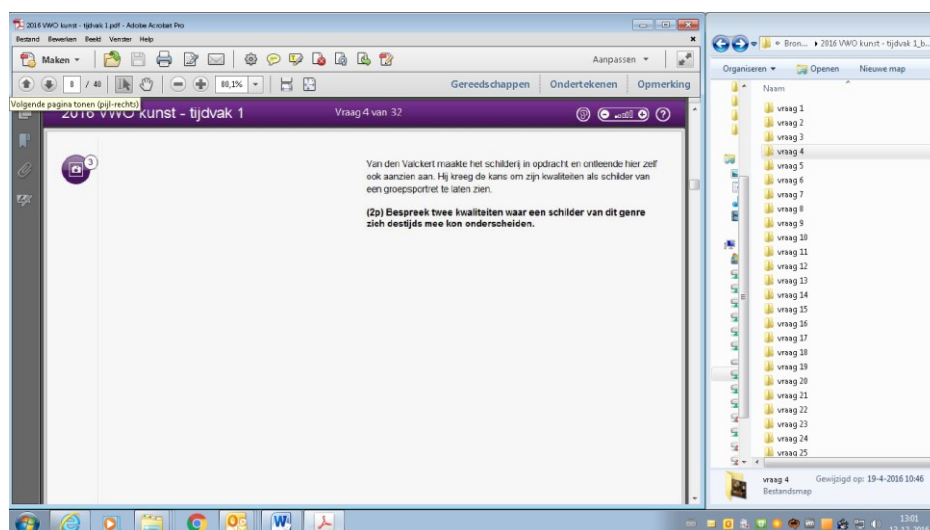 2016 VWO kunst - tijdvak 1.pdf - Adobe Acrobat Pro
Bestand Bewerken Beeld Venster Help
Maken
Aanpassen
8 / 40
80,1%
Gereedschappen Ondertekenen Opmerking
Volgende pagina tonen (pijl-rechts)
2016 VWO kunst - tijdvak 1
Vraag 4 van 32
3
Van den Valckert maakte het schilderij in opdracht en ontleende hier zelf
ook aanzien aan. Hij kreeg de kans om zijn kwaliteiten als schilder van
een groepsportret te laten zien.
(2p) Bespreek twee kwaliteiten waar een schilder van dit genre
zich destijds mee kon onderscheiden.
Bron... 2016 VWO kunst - tijdvak 1_b...
Organiseren Openen Nieuwe map
Naam
vraag 1
vraag 2
vraag 3
vraag 4
vraag 5
vraag 6
vraag 7
vraag 8
vraag 9
vraag 10
vraag 11
vraag 12
vraag 13
vraag 14
vraag 15
vraag 16
vraag 17
vraag 18
vraag 19
vraag 20
vraag 21
vraag 22
vraag 23
vraag 24
vraag 25
vraag 4 Gewijzigd op: 19-4-2016 10:46
Bestandsmap
13:01